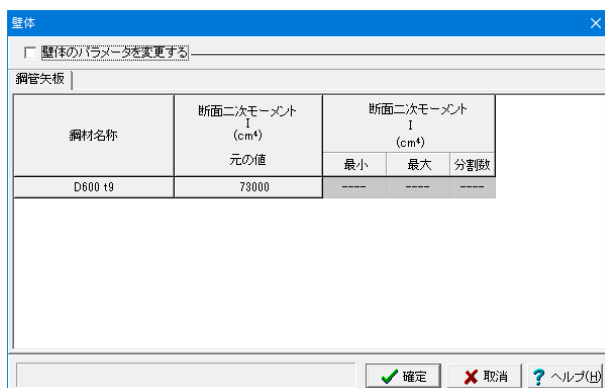 壁体
壁体のパラメータを変更する
鋼管矢板
鋼材名称
断面二次モーメント
I
(cm⁴)
元の値
断面二次モーメント
I
(cm⁴)
最小 最大 分割数
D600 t9 73000 ---- ---- ----
確定 取消 ヘルプ(H)